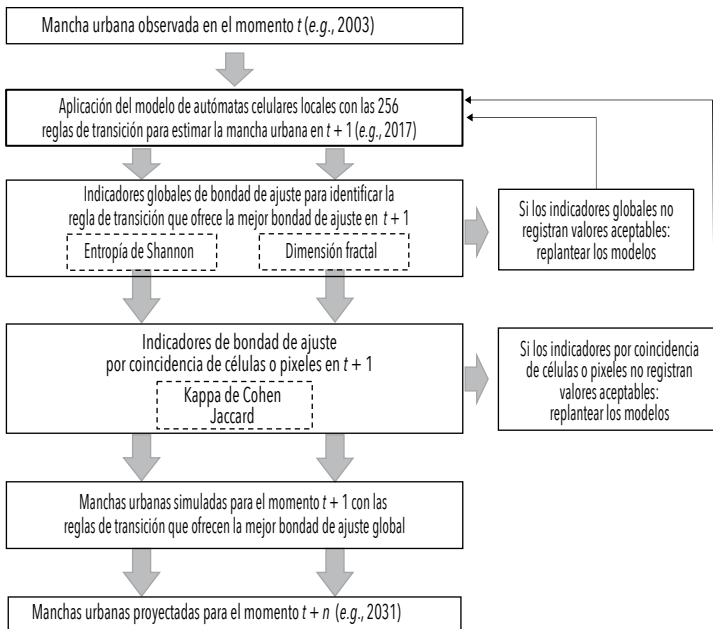 Mancha urbana observada en el momento t (e.g., 2003)
Aplicación del modelo de autómatas celulares locales con las 256
reglas de transición para estimar la mancha urbana en t + 1 (e.g., 2017)
Indicadores globales de bondad de ajuste para identificar la
regla de transición que ofrece la mejor bondad de ajuste en t + 1
Entropía de Shannon
Dimensión fractal
Si los indicadores globales no
registran valores aceptables:
replantear los modelos
Indicadores de bondad de ajuste
por coincidencia de células o pixeles en t + 1
Kappa de Cohen
Jaccard
Si los indicadores por coincidencia
de células o pixeles no registran
valores aceptables:
replantear los modelos
Manchas urbanas simuladas para el momento t + 1 con las
reglas de transición que ofrecen la mejor bondad de ajuste global
Manchas urbanas proyectadas para el momento t + n (e.g., 2031)